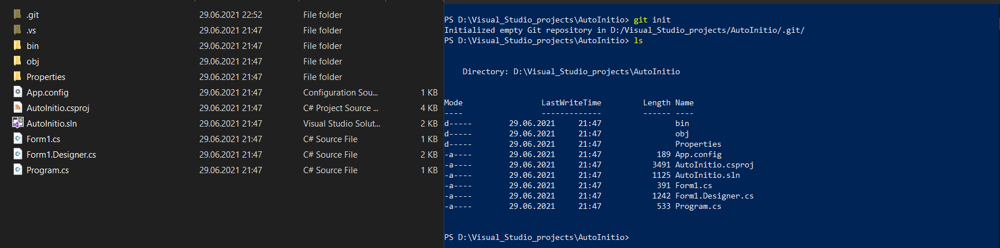 .git 29.06.2021 22:52 File folder
.vs 29.06.2021 21:47 File folder
bin 29.06.2021 21:47 File folder
obj 29.06.2021 21:47 File folder
Properties 29.06.2021 21:47 File folder
App.config 29.06.2021 21:47 Configuration Sou... 1 KB
AutoInitio.csproj 29.06.2021 21:47 C# Project Source ... 4 KB
AutoInitio.sln 29.06.2021 21:47 Visual Studio Solut... 2 KB
Form1.cs 29.06.2021 21:47 C# Source File 1 KB
Form1.Designer.cs 29.06.2021 21:47 C# Source File 2 KB
Program.cs 29.06.2021 21:47 C# Source File 1 KB
PS D:\Visual_Studio_projects\AutoInitio> git init
Initialized empty Git repository in D:/Visual_Studio_projects/AutoInitio/.git/
PS D:\Visual_Studio_projects\AutoInitio> ls
Directory: D:\Visual_Studio_projects\AutoInitio
Mode LastWriteTime Length Name
---- ------------- ------ ----
d----- 29.06.2021 21:47 bin
d----- 29.06.2021 21:47 obj
d----- 29.06.2021 21:47 Properties
-a---- 29.06.2021 21:47 189 App.config
-a---- 29.06.2021 21:47 3491 AutoInitio.csproj
-a---- 29.06.2021 21:47 1125 AutoInitio.sln
-a---- 29.06.2021 21:47 391 Form1.cs
-a---- 29.06.2021 21:47 1242 Form1.Designer.cs
-a---- 29.06.2021 21:47 533 Program.cs
PS D:\Visual_Studio_projects\AutoInitio>